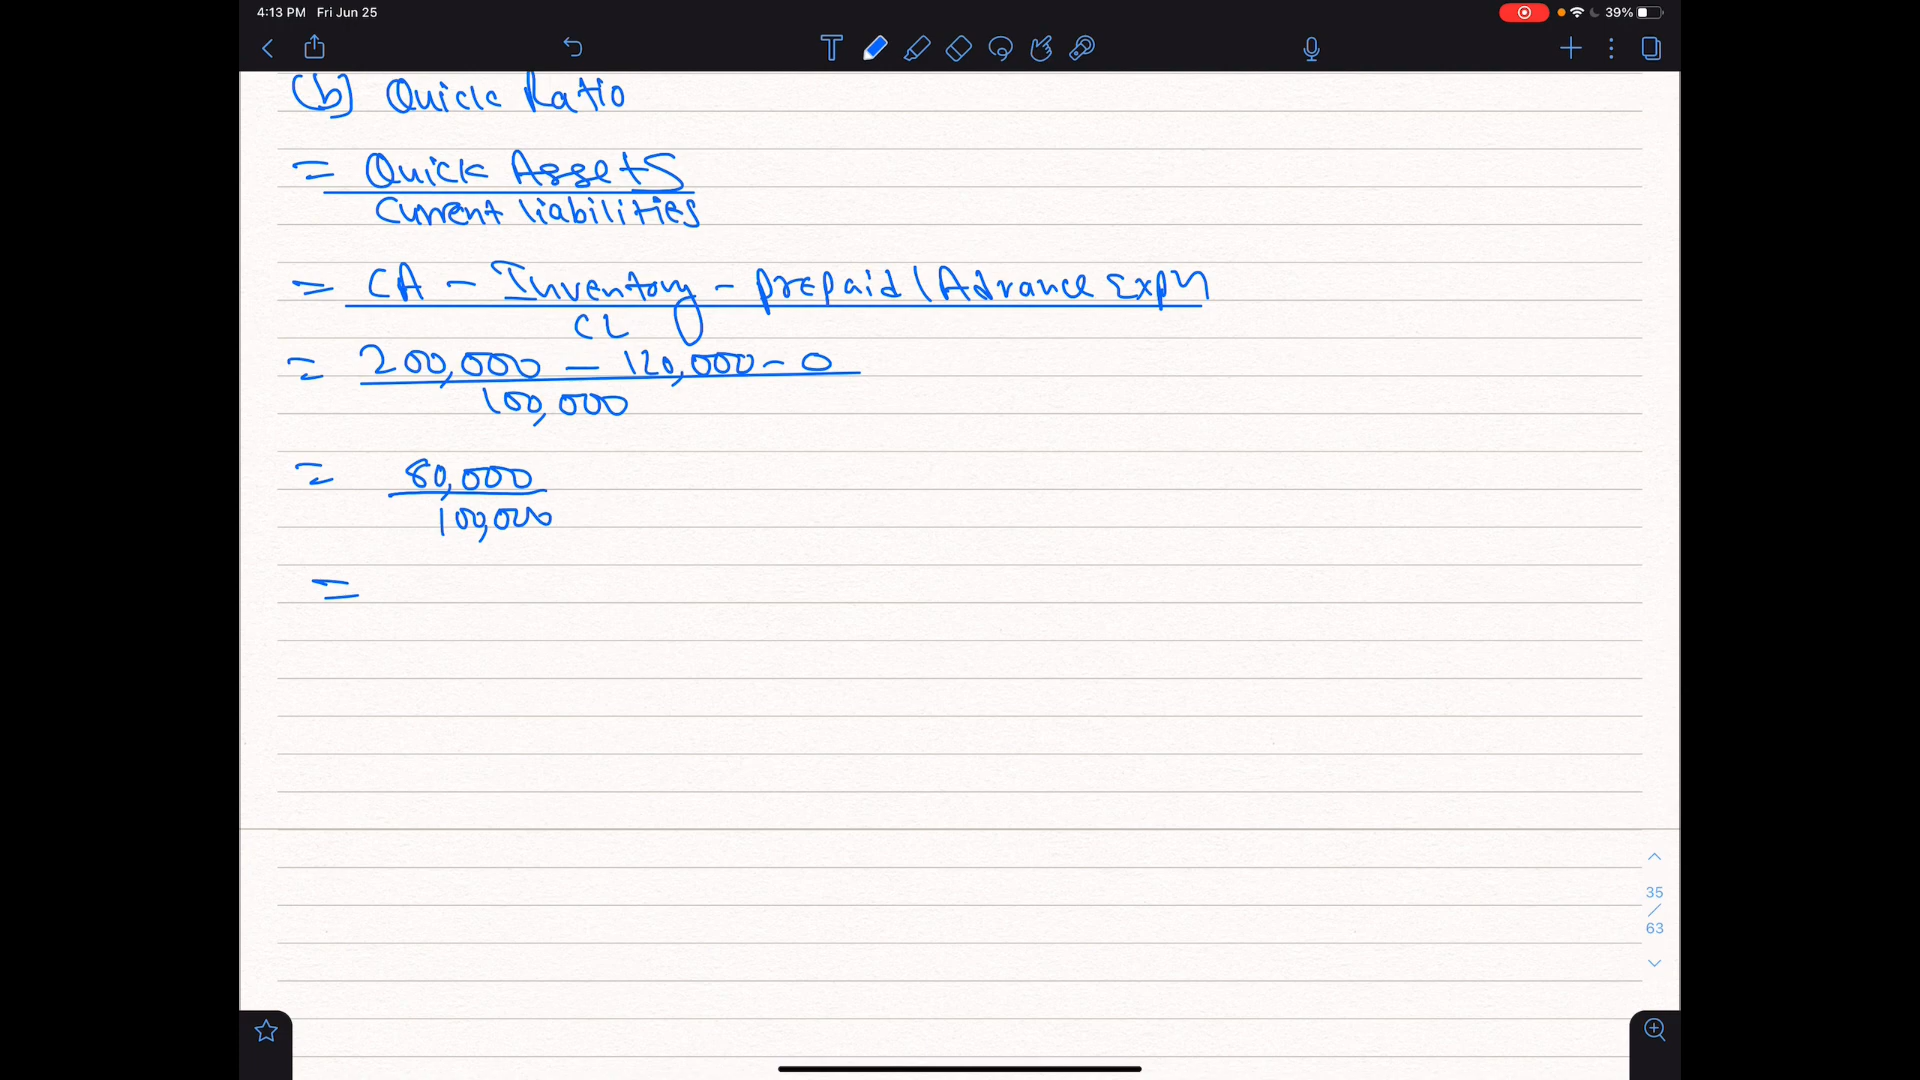 4:13 PM Fri Jun 25
39%
(b) Quick Ratio
= Quick Assets
Current liabilities
= CA - Inventory - prepaid / Advance Expn
CL
= 200,000 - 120,000 - 0
100,000
= 80,000
100,000
=
35
/
63